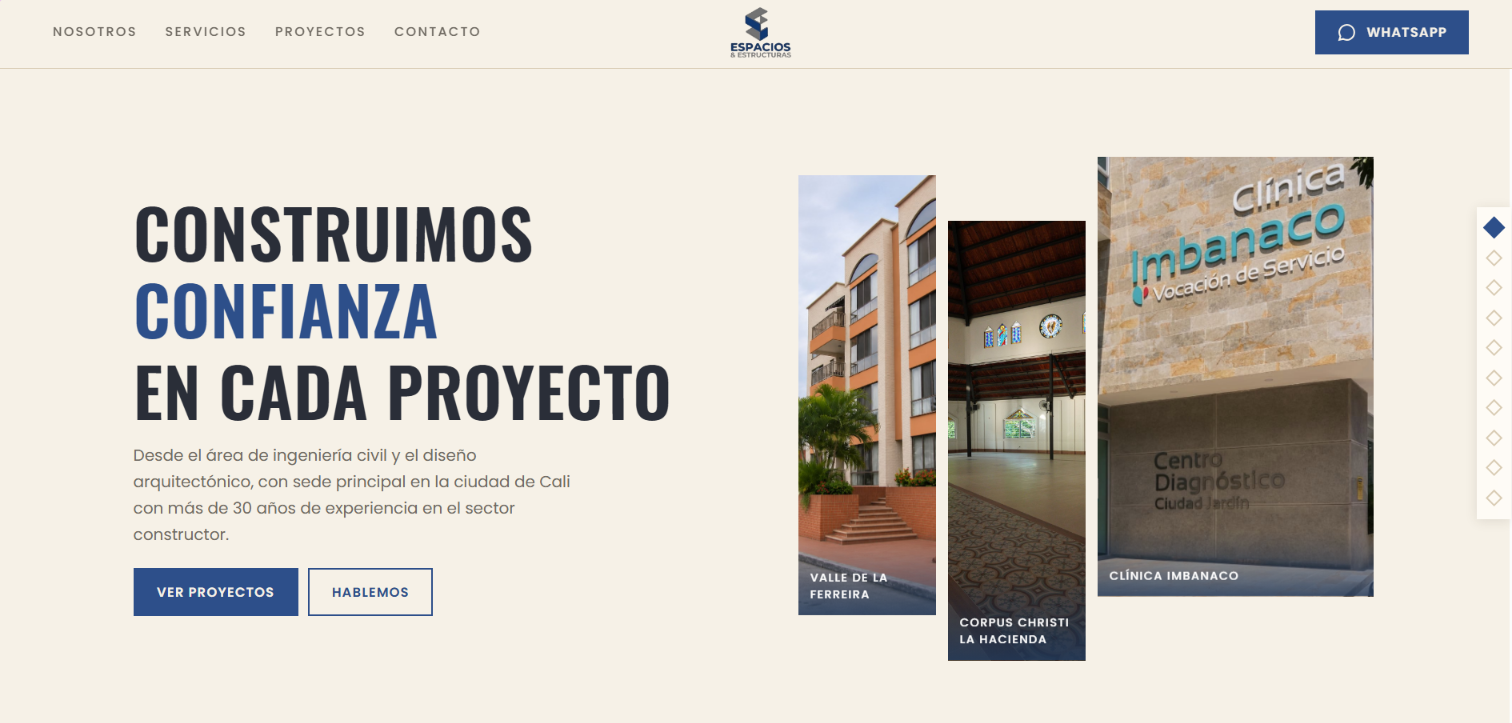 NOSOTROS
SERVICIOS
PROYECTOS
CONTACTO
ESPACIOS
& ESTRUCTURAS
WHATSAPP
CONSTRUIMOS
CONFIANZA
EN CADA PROYECTO
Desde el área de ingeniería civil y el diseño
arquitectónico, con sede principal en la ciudad de Cali
con más de 30 años de experiencia en el sector
constructor.
VER PROYECTOS
HABLEMOS
VALLE DE LA
FERREIRA
CORPUS CHRISTI
LA HACIENDA
Clínica
Imbanaco
Vocación de Servicio
Centro
Diagnóstico
Ciudad Jardín
CLÍNICA IMBANACO